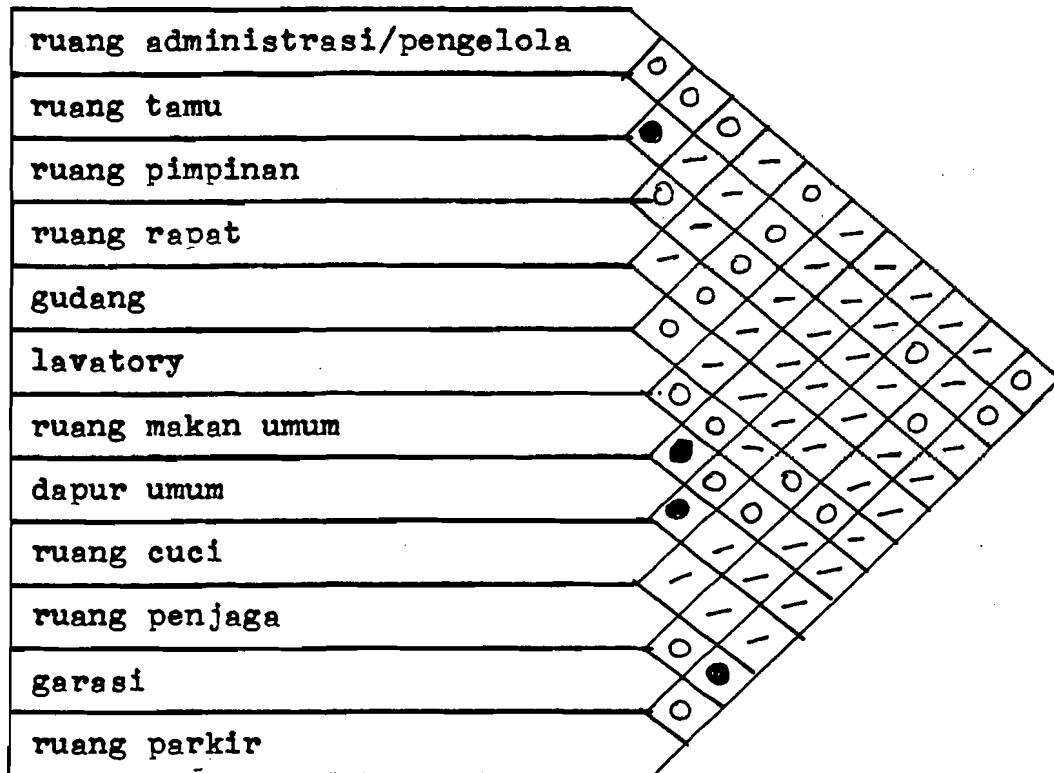 ruang administrasi/pengelola
ruang tamu
ruang pimpinan
ruang rapat
gudang
lavatory
ruang makan umum
dapur umum
ruang cuci
ruang penjaga
garasi
ruang parkir